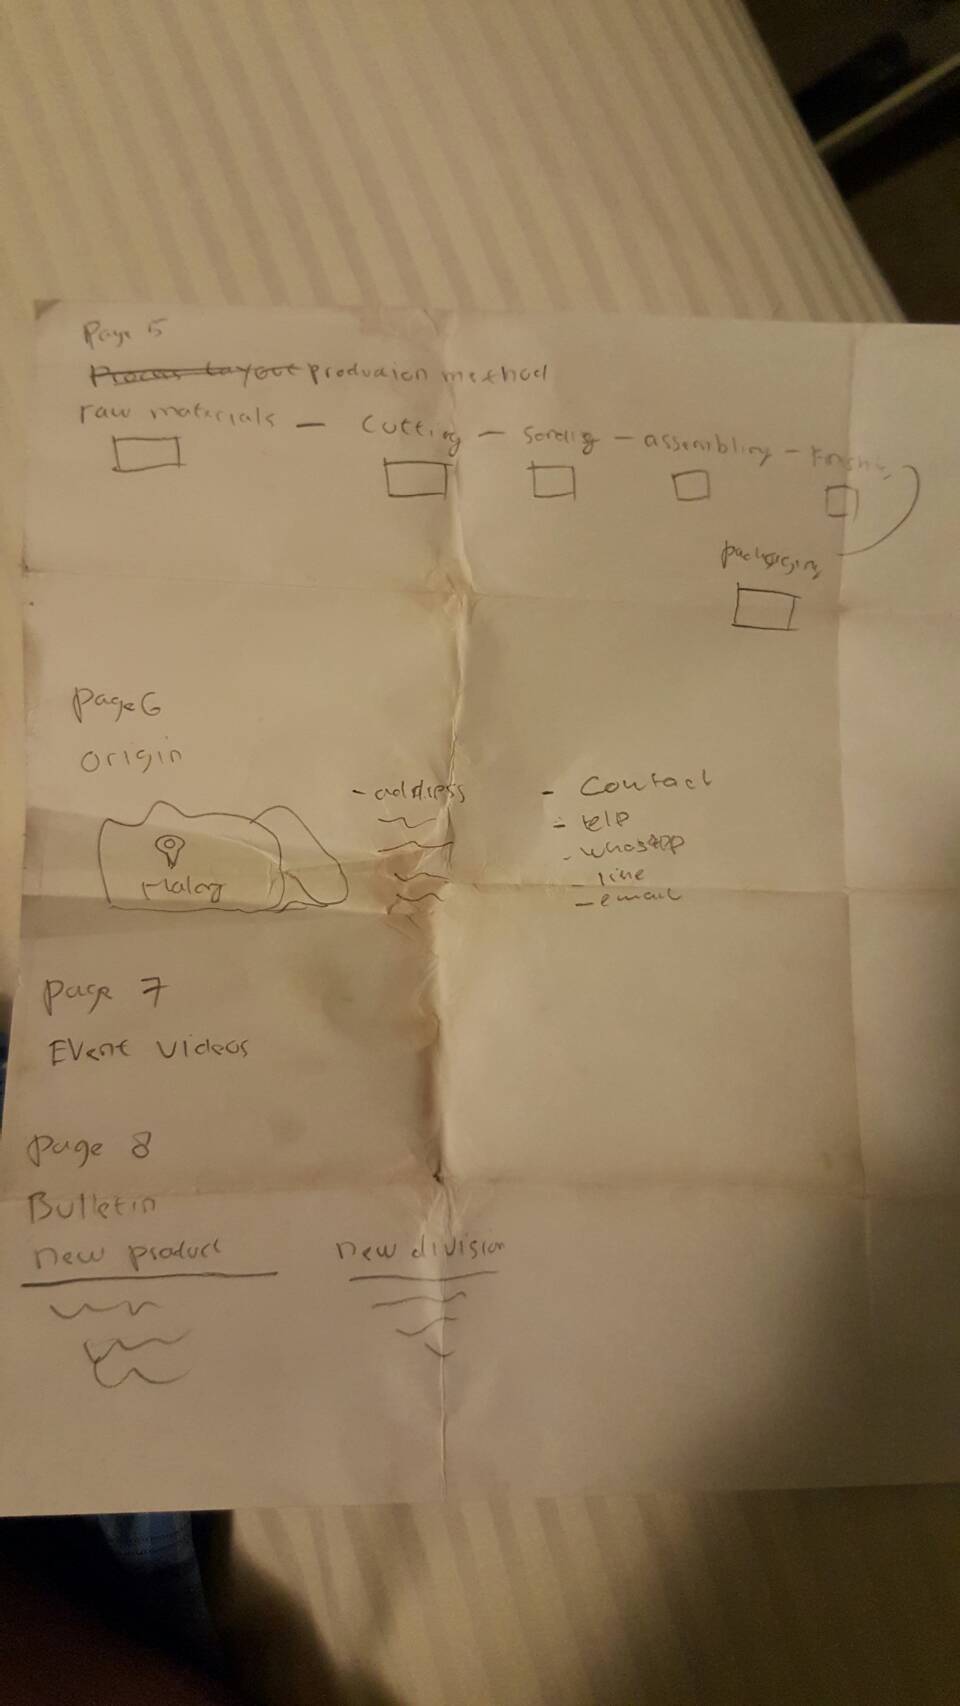 Page 5
Process Layout production method
raw materials - Cutting - Sanding - assembling - Finishing
packaging
page 6
origin
- address - Contact
- telp
- whatsapp
- line
- email
Malang
page 7
Event videos
page 8
Bulletin
new product new division